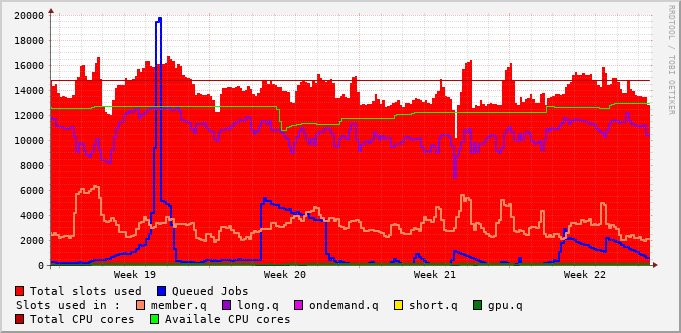 20000
18000
16000
14000
12000
10000
8000
6000
4000
2000
0
Week 19 Week 20 Week 21 Week 22
RRDTOOL / TOBI OETIKER
Total slots used Queued Jobs
Slots used in : member.q long.q ondemand.q short.q gpu.q
Total CPU cores Availale CPU cores